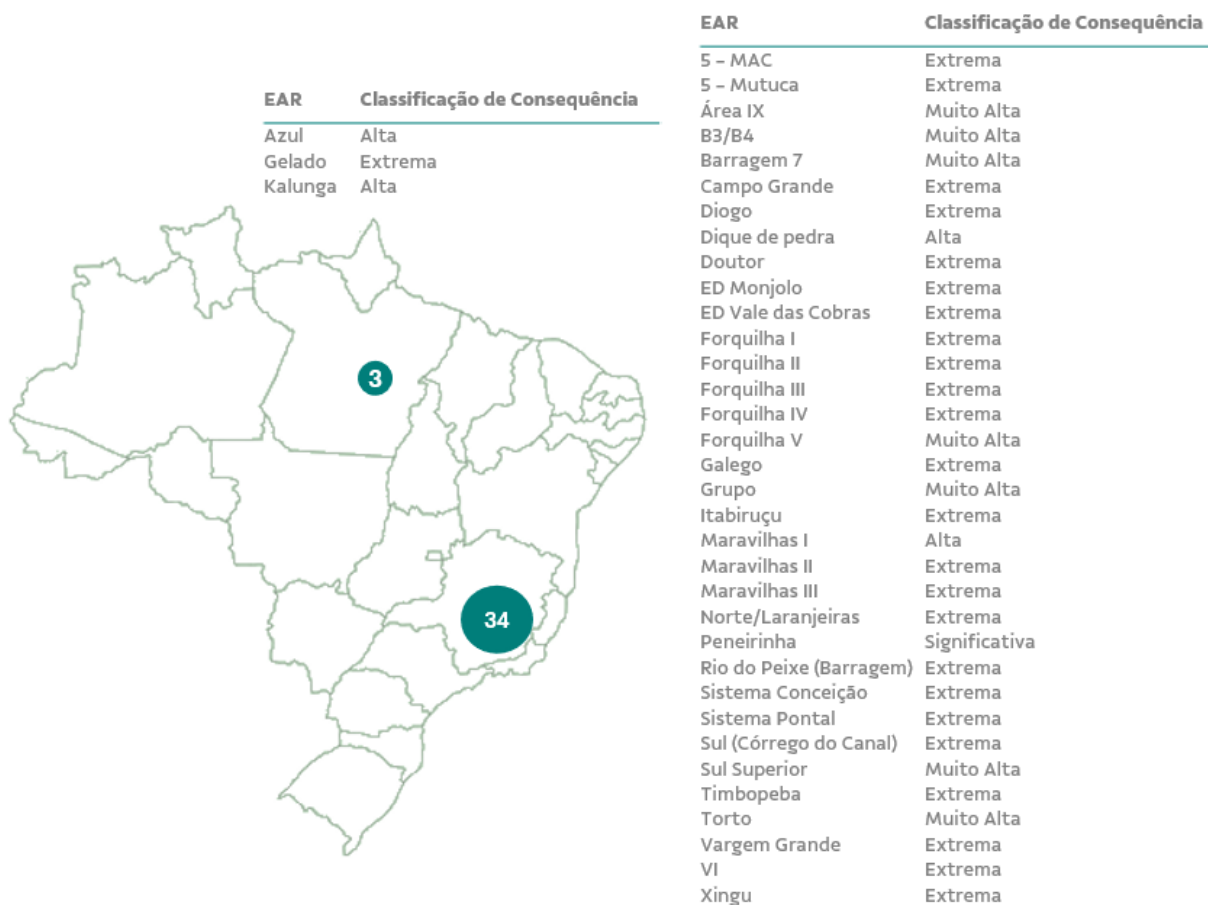 EAR Classificação de Consequência
Azul Alta
Gelado Extrema
Kalunga Alta
3
34
EAR Classificação de Consequência
5 – MAC Extrema
5 – Mutuca Extrema
Área IX Muito Alta
B3/B4 Muito Alta
Barragem 7 Muito Alta
Campo Grande Extrema
Diogo Extrema
Dique de pedra Alta
Doutor Extrema
ED Monjolo Extrema
ED Vale das Cobras Extrema
Forquilha I Extrema
Forquilha II Extrema
Forquilha III Extrema
Forquilha IV Extrema
Forquilha V Muito Alta
Galego Extrema
Grupo Muito Alta
Itabiruçu Extrema
Maravilhas I Alta
Maravilhas II Extrema
Maravilhas III Extrema
Norte/Laranjeiras Extrema
Peneirinha Significativa
Rio do Peixe (Barragem) Extrema
Sistema Conceição Extrema
Sistema Pontal Extrema
Sul (Córrego do Canal) Extrema
Sul Superior Muito Alta
Timbopeba Extrema
Torto Muito Alta
Vargem Grande Extrema
VI Extrema
Xingu Extrema